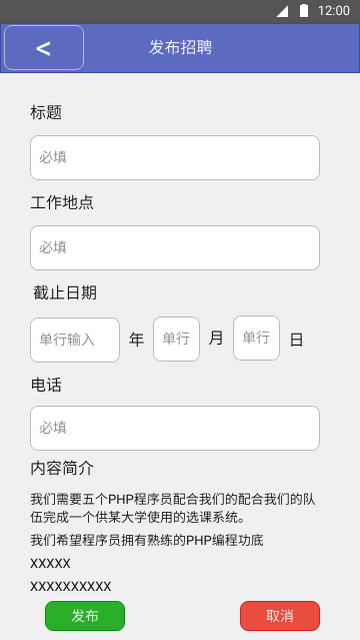 12:00
< 发布招聘
标题
必填
工作地点
必填
截止日期
单行输入 年 单行 月 单行 日
电话
必填
内容简介
我们需要五个PHP程序员配合我们的配合我们的队
伍完成一个供某大学使用的选课系统。
我们希望程序员拥有熟练的PHP编程功底
XXXXX
XXXXXXXXXX
发布 取消